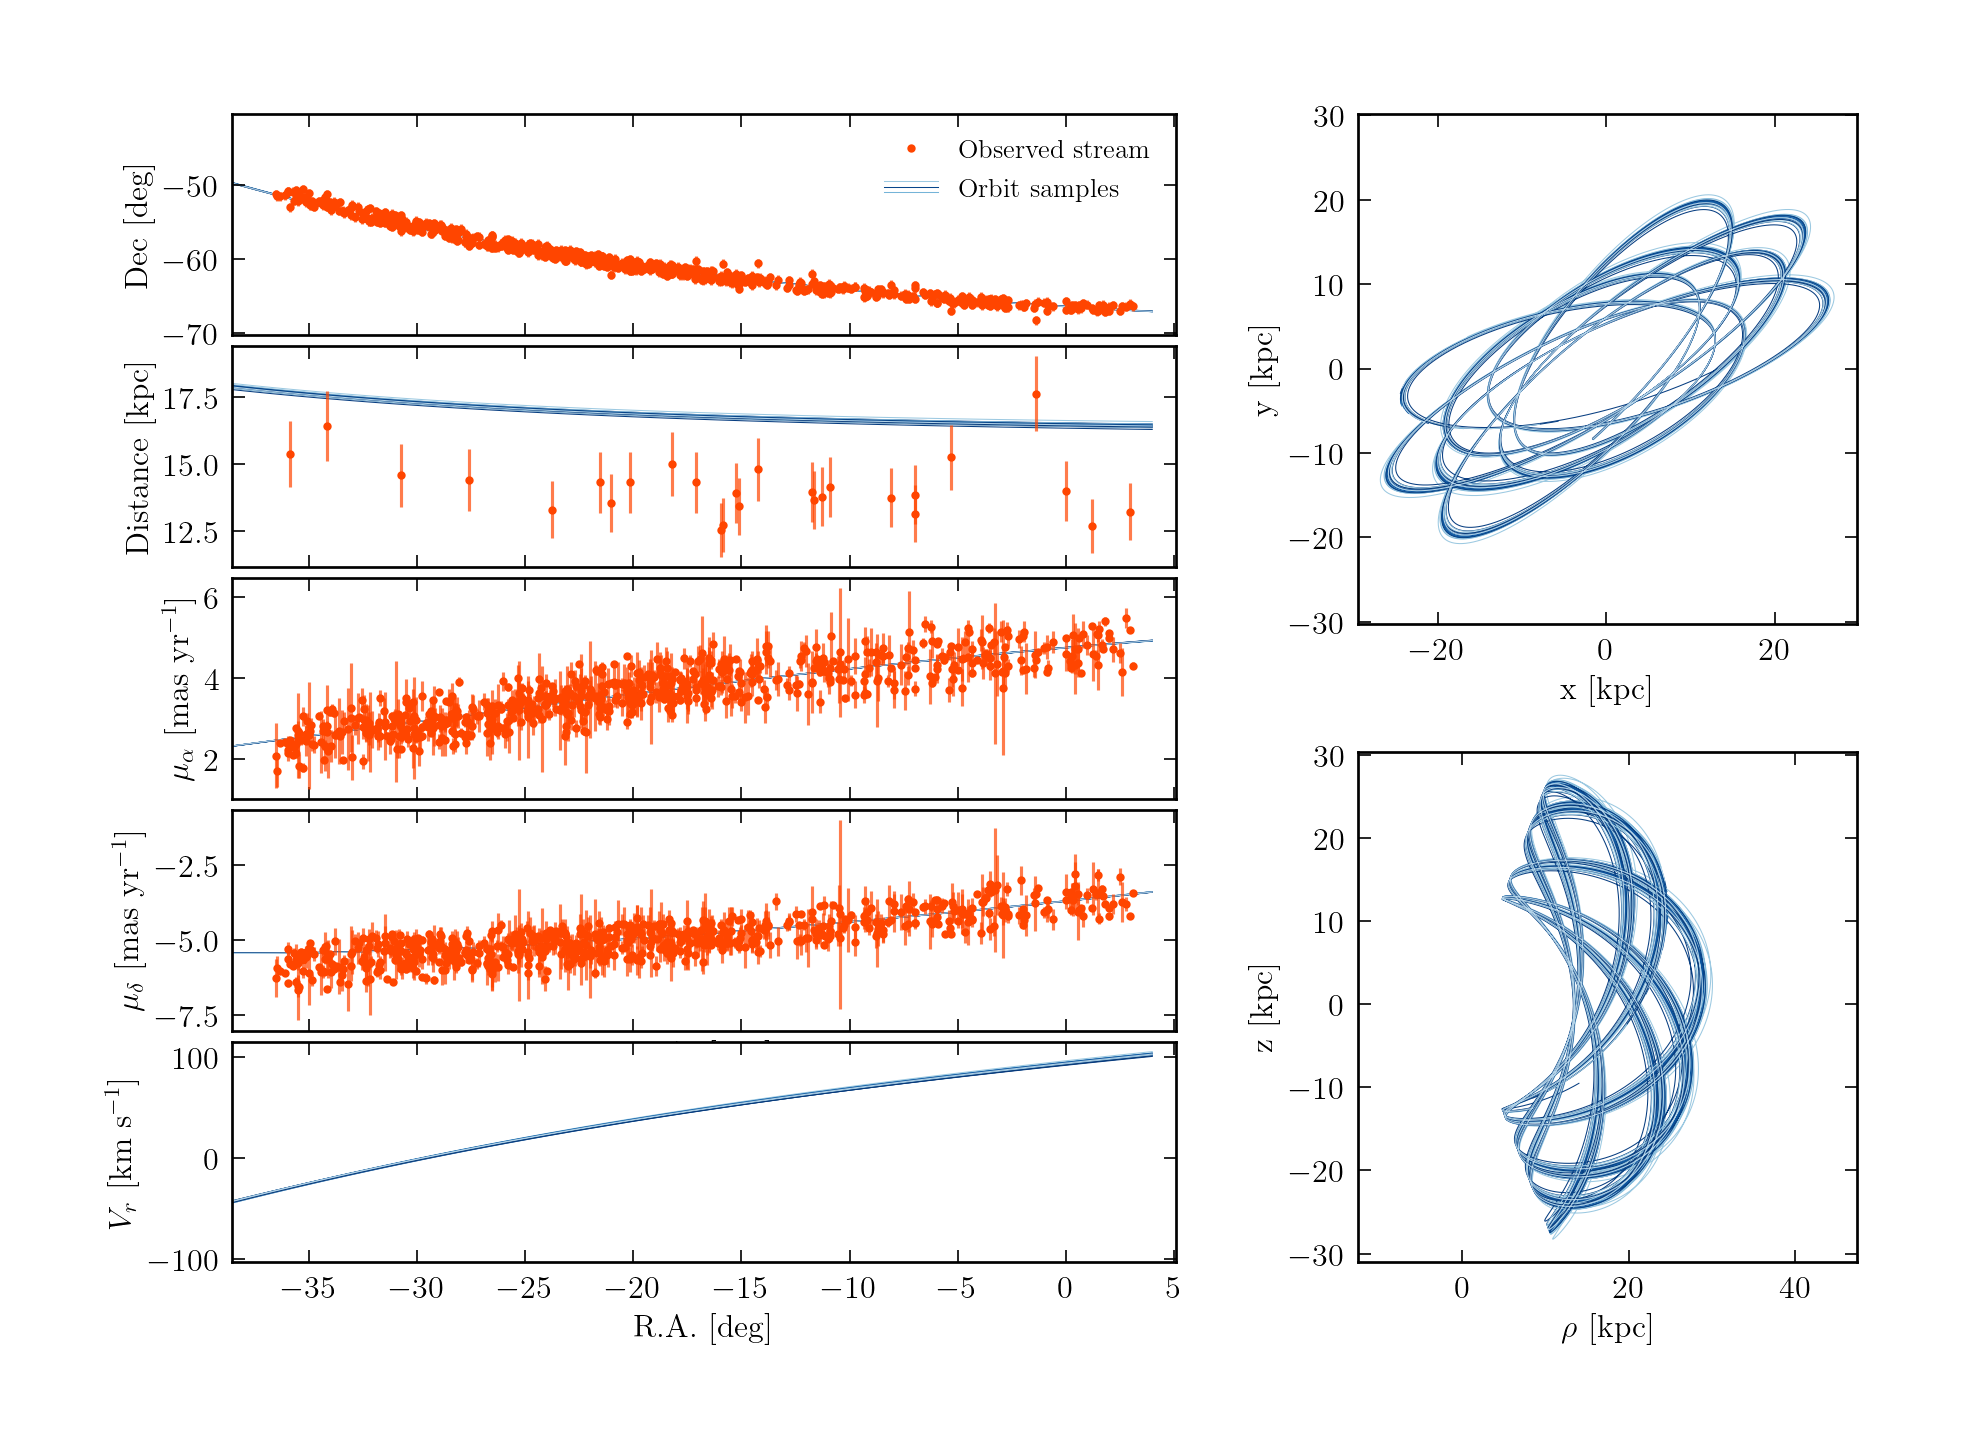 Observed stream
Orbit samples
Dec [deg]
−50
−60
−70
Distance [kpc]
17.5
15.0
12.5
μα [mas yr−1]
6
4
2
μδ [mas yr−1]
−2.5
−5.0
−7.5
Vr [km s−1]
100
0
−100
−35 −30 −25 −20 −15 −10 −5 0 5
R.A. [deg]
y [kpc]
30
20
10
0
−10
−20
−30
−20 0 20
x [kpc]
z [kpc]
30
20
10
0
−10
−20
−30
0 20 40
ρ [kpc]